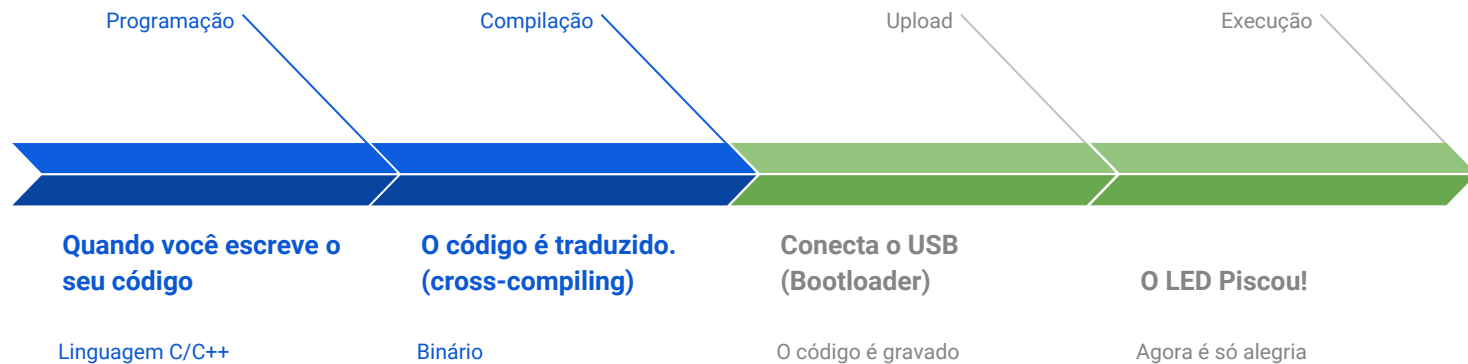 Programação
Compilação
Upload
Execução
Quando você escreve o
seu código
O código é traduzido.
(cross-compiling)
Conecta o USB
(Bootloader)
O LED Piscou!
Linguagem C/C++
Binário
O código é gravado
Agora é só alegria